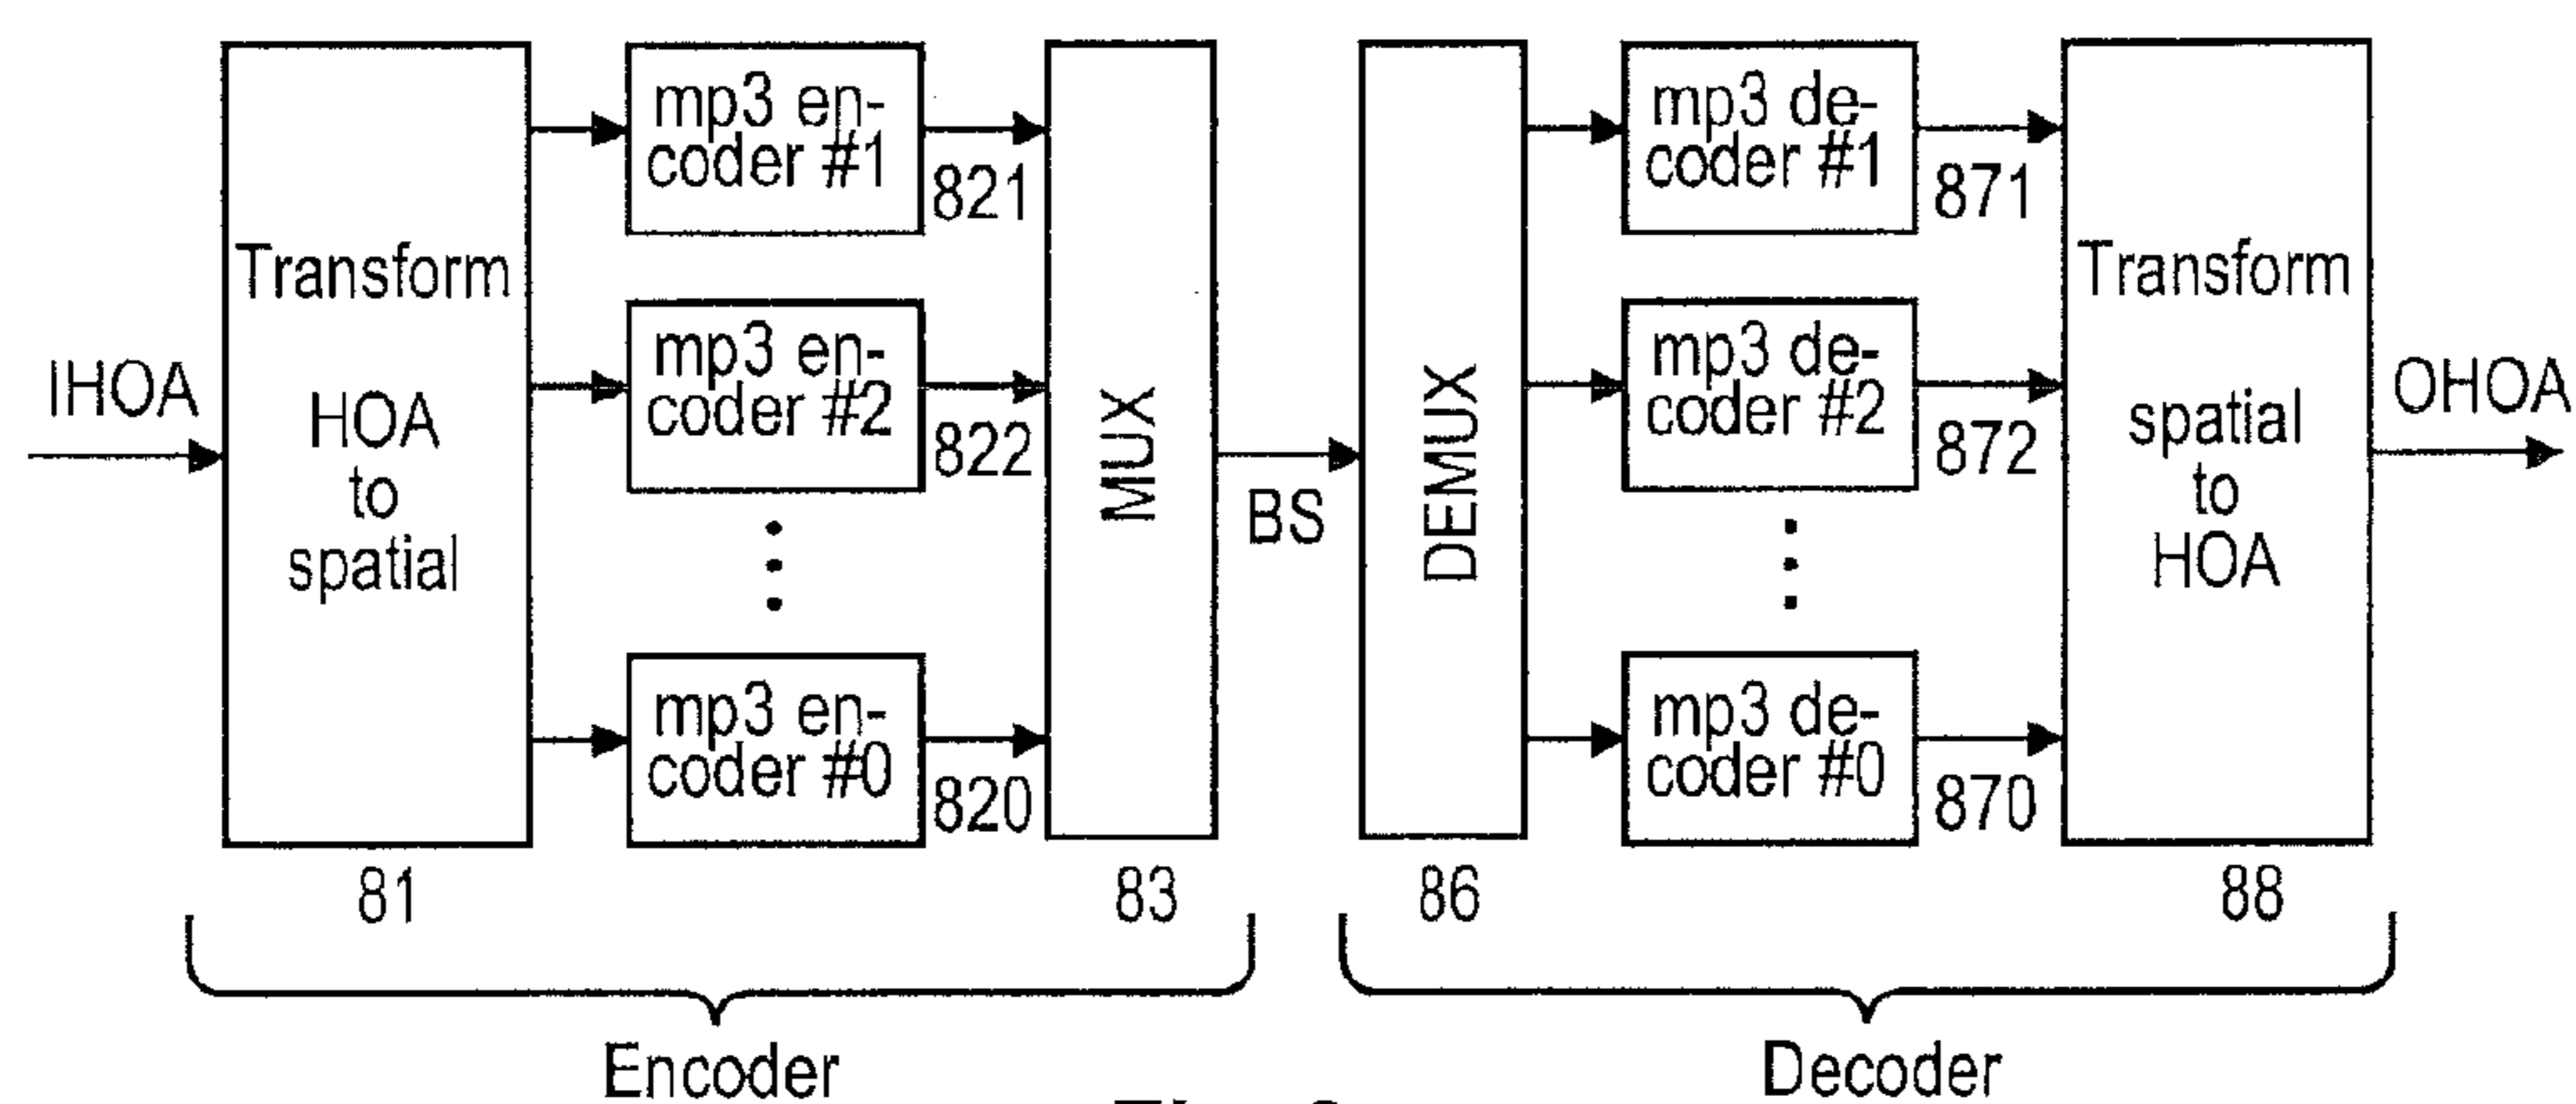 IHOA
Transform
HOA
to
spatial
81
mp3 en-
coder #1
821
mp3 en-
coder #2
822
mp3 en-
coder #0
820
MUX
83
BS
DEMUX
86
mp3 de-
coder #1
871
mp3 de-
coder #2
872
mp3 de-
coder #0
870
Transform
spatial
to
HOA
88
OHOA
Encoder
Decoder